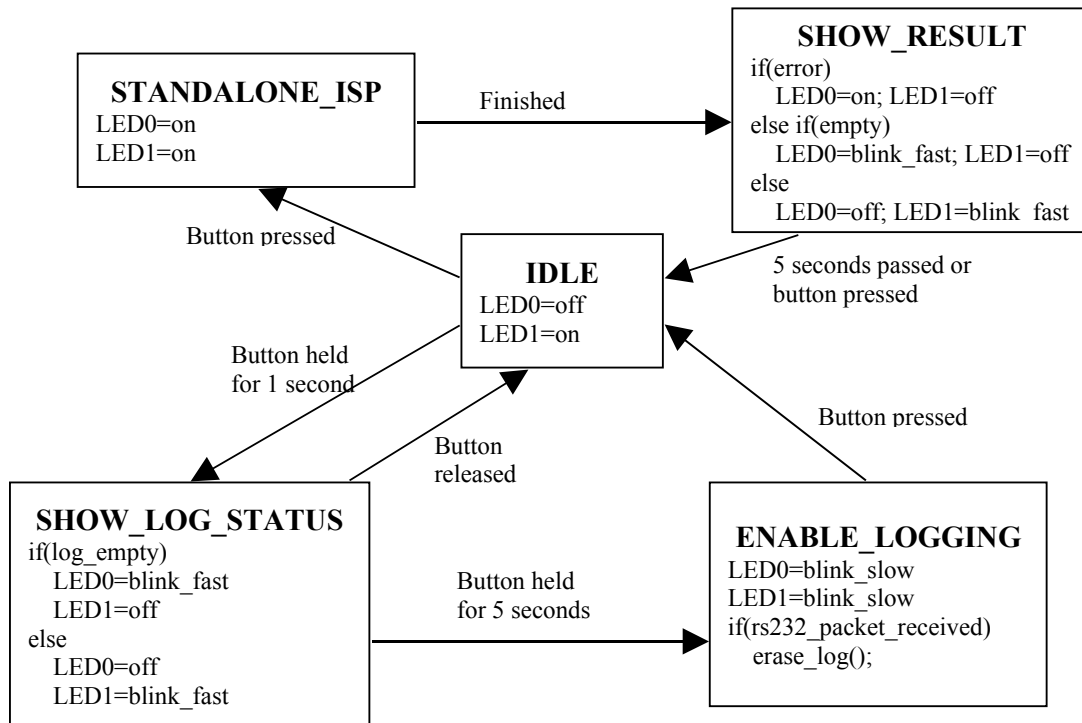 STANDALONE_ISP
LED0=on
LED1=on
Finished
SHOW_RESULT
if(error)
LED0=on; LED1=off
else if(empty)
LED0=blink_fast; LED1=off
else
LED0=off; LED1=blink_fast
Button pressed
IDLE
LED0=off
LED1=on
5 seconds passed or
button pressed
Button held
for 1 second
Button
released
Button pressed
SHOW_LOG_STATUS
if(log_empty)
LED0=blink_fast
LED1=off
else
LED0=off
LED1=blink_fast
Button held
for 5 seconds
ENABLE_LOGGING
LED0=blink_slow
LED1=blink_slow
if(rs232_packet_received)
erase_log();